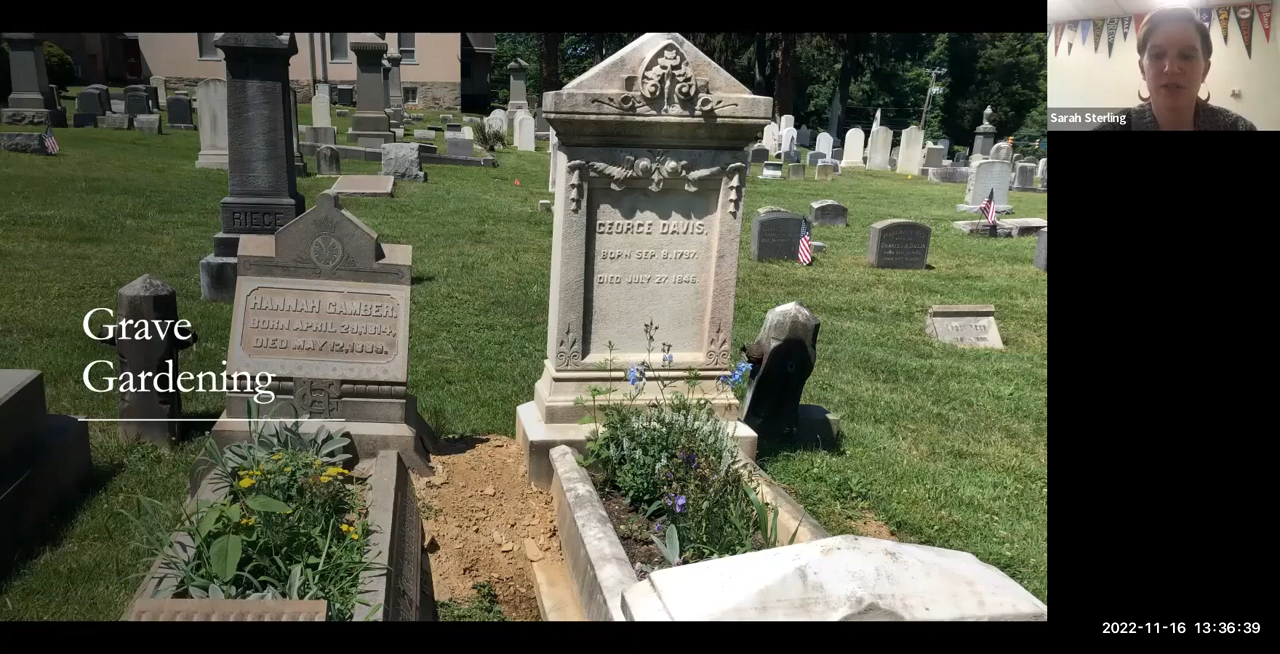 Sarah Sterling
RIECE
GEORGE DAVIS,
BORN SEP. 8, 1797.
DIED JULY 27, 1846.
HANNAH GAMBER,
BORN APRIL 29, 1814,
DIED MAY 12, 1889.
Grave
Gardening
2022-11-16 13:36:39